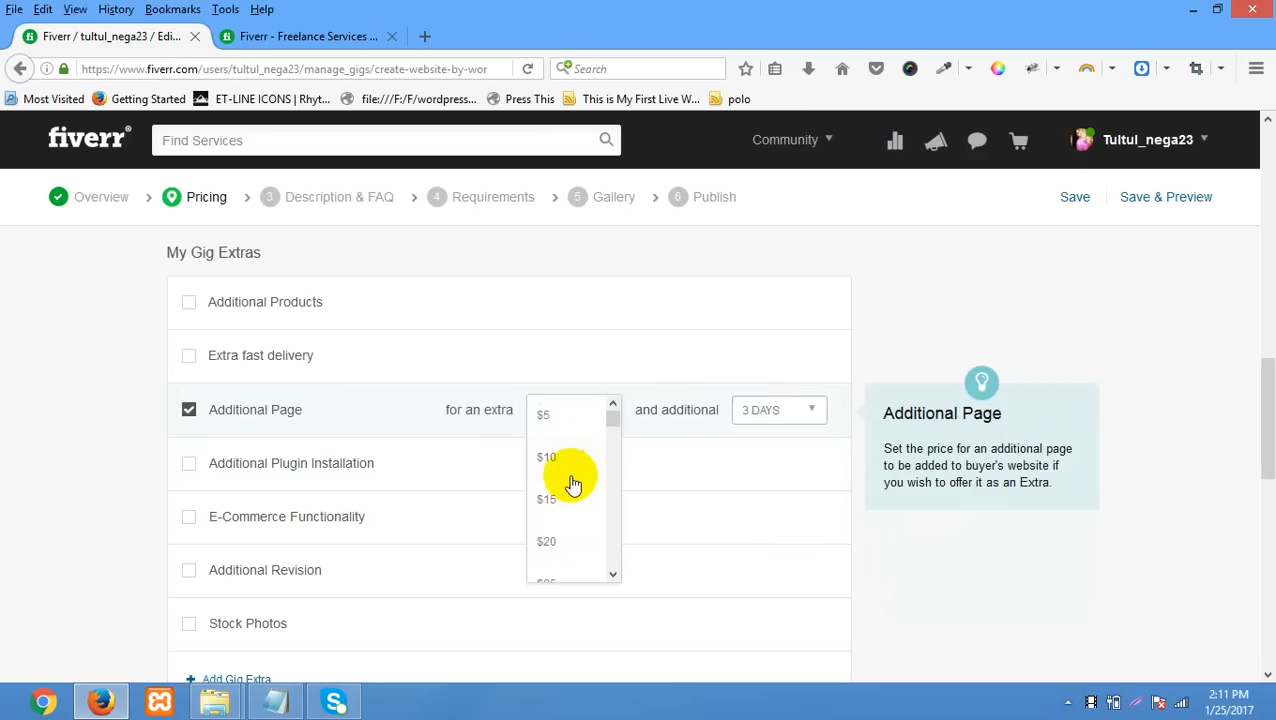 File Edit View History Bookmarks Tools Help
Fiverr / tultul_nega23 / Edi...
Fiverr - Freelance Services ...
https://www.fiverr.com/users/tultul_nega23/manage_gigs/create-website-by-wor
Search
Most Visited
Getting Started
ET-LINE ICONS | Rhyt...
file:///F:/F/wordpress...
Press This
This is My First Live W...
polo
fiverr®
Find Services
Community
Tultul_nega23
Overview
Pricing
3 Description & FAQ
4 Requirements
5 Gallery
6 Publish
Save
Save & Preview
My Gig Extras
Additional Products
Extra fast delivery
Additional Page for an extra
$5
$10
$15
$20
$25
and additional 3 DAYS
Additional Plugin Installation
E-Commerce Functionality
Additional Revision
Stock Photos
+ Add Gig Extra
Additional Page
Set the price for an additional page
to be added to buyer's website if
you wish to offer it as an Extra.
2:11 PM
1/25/2017